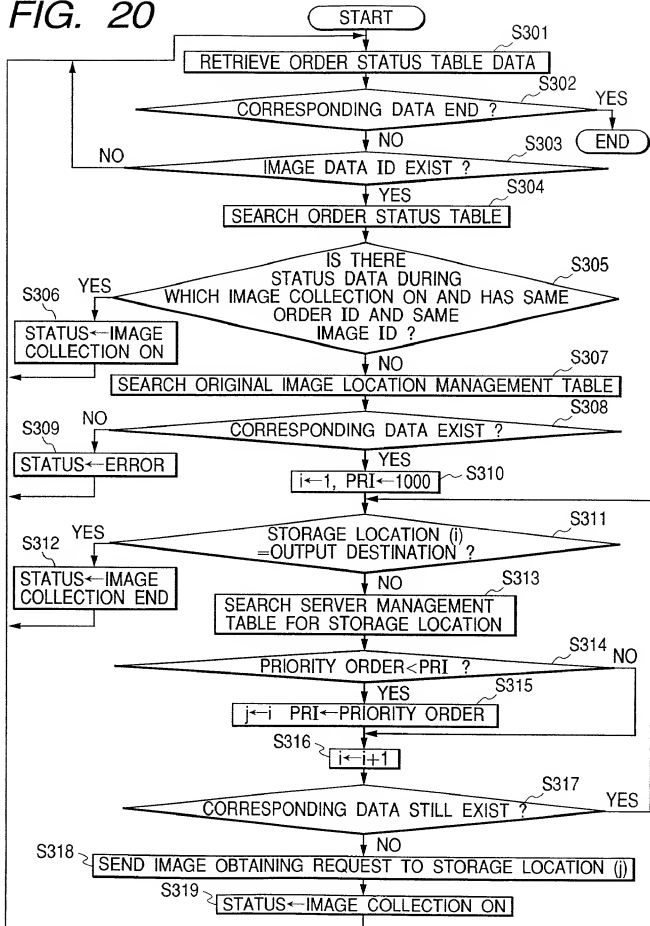 FIG. 20
START
S301
RETRIEVE ORDER STATUS TABLE DATA
S302
CORRESPONDING DATA END ?
YES
END
NO
S303
NO
IMAGE DATA ID EXIST ?
YES
S304
SEARCH ORDER STATUS TABLE
S305
IS THERE
STATUS DATA DURING
WHICH IMAGE COLLECTION ON AND HAS SAME
ORDER ID AND SAME
IMAGE ID ?
S306
YES
STATUS←IMAGE
COLLECTION ON
NO
S307
SEARCH ORIGINAL IMAGE LOCATION MANAGEMENT TABLE
S308
NO
CORRESPONDING DATA EXIST ?
S309
STATUS←ERROR
YES
S310
i←1, PRI←1000
S311
STORAGE LOCATION (i)
=OUTPUT DESTINATION ?
S312
YES
STATUS←IMAGE
COLLECTION END
NO
S313
SEARCH SERVER MANAGEMENT
TABLE FOR STORAGE LOCATION
S314
PRIORITY ORDER<PRI ?
NO
YES
S315
j←i PRI←PRIORITY ORDER
S316
i←i+1
S317
CORRESPONDING DATA STILL EXIST ?
YES
NO
S318
SEND IMAGE OBTAINING REQUEST TO STORAGE LOCATION (j)
S319
STATUS←IMAGE COLLECTION ON